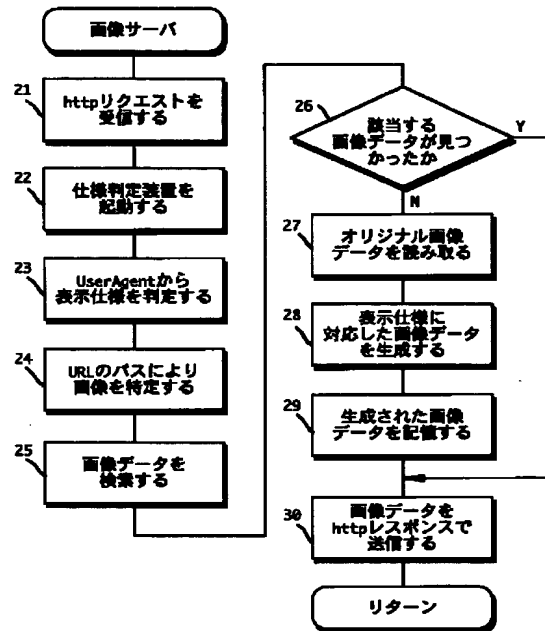 画像サーバ
21
httpリクエストを
受信する
22
仕様判定装置を
起動する
23
UserAgentから
表示仕様を判定する
24
URLのパスにより
画像を特定する
25
画像データを
検索する
26
該当する
画像データが見つ
かったか
Y
N
27
オリジナル画像
データを読み取る
28
表示仕様に
対応した画像データ
を生成する
29
生成された画像
データを記憶する
30
画像データを
httpレスポンスで
送信する
リターン